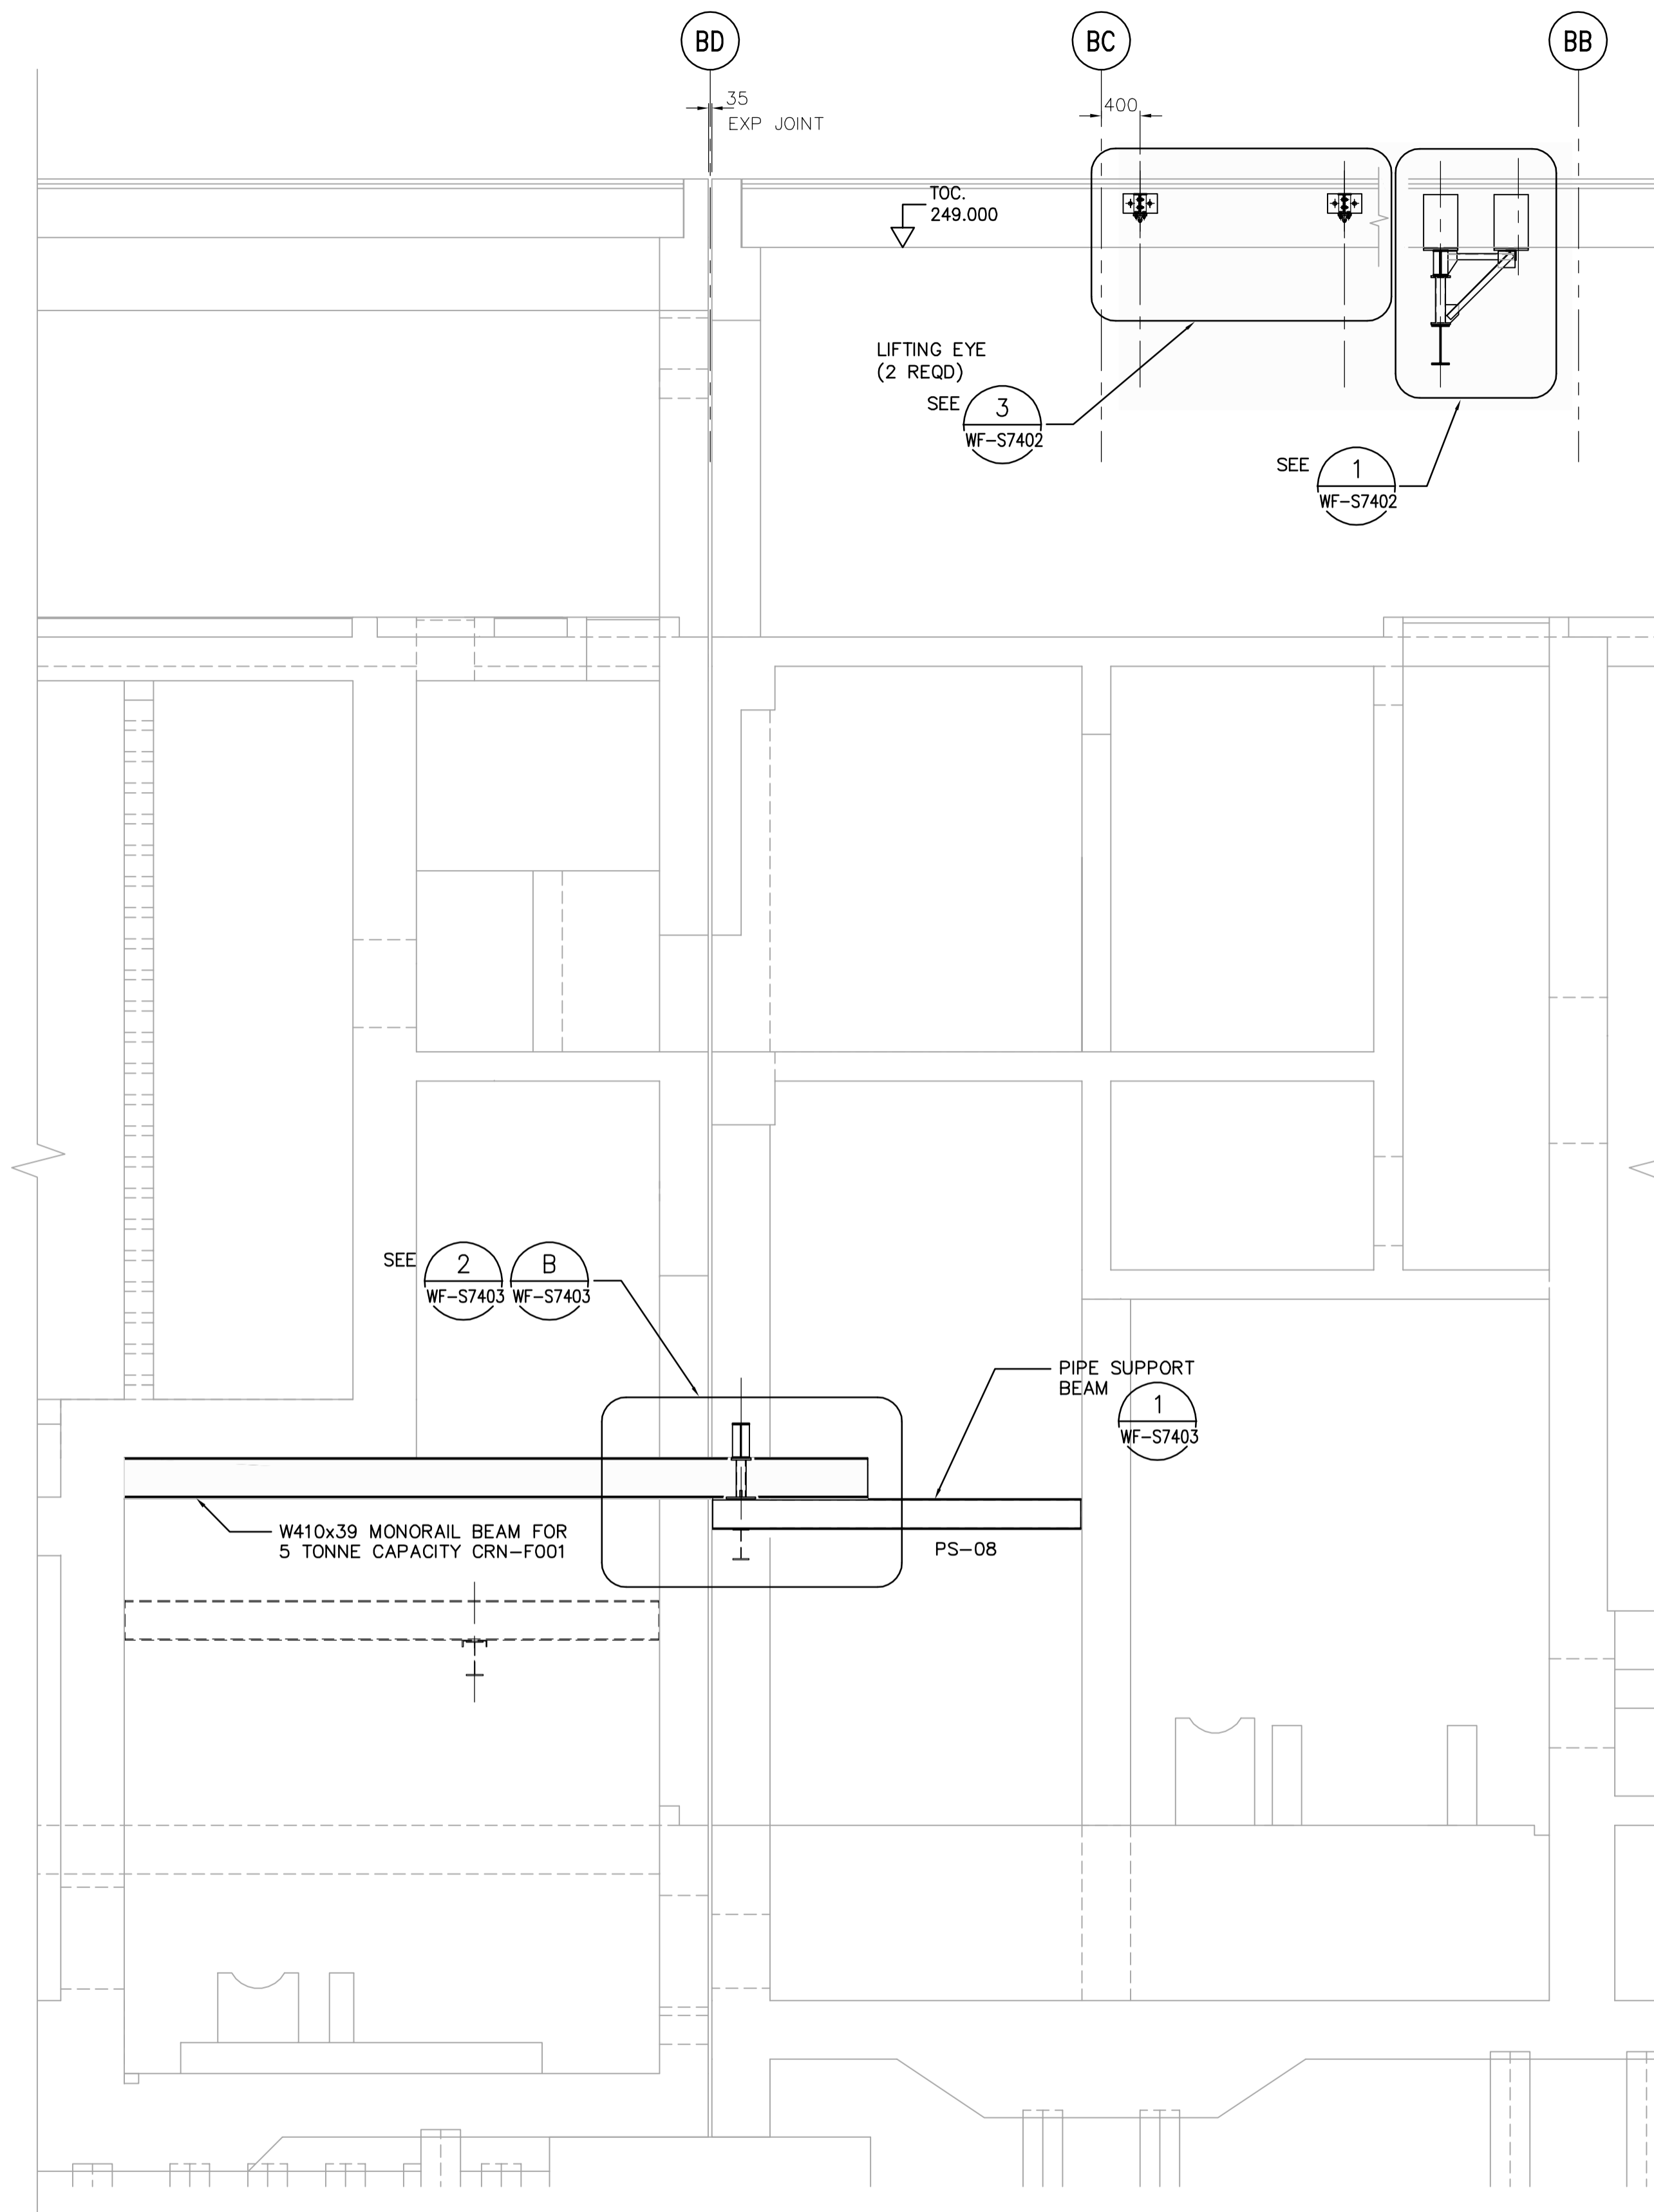 BD
BC
BB
35
EXP JOINT
400
TOC.
249.000
LIFTING EYE
(2 REQD)
SEE
3
WF-S7402
SEE
1
WF-S7402
SEE
2
WF-S7403
B
WF-S7403
PIPE SUPPORT
BEAM
1
WF-S7403
W410x39 MONORAIL BEAM FOR
5 TONNE CAPACITY CRN-F001
PS-08